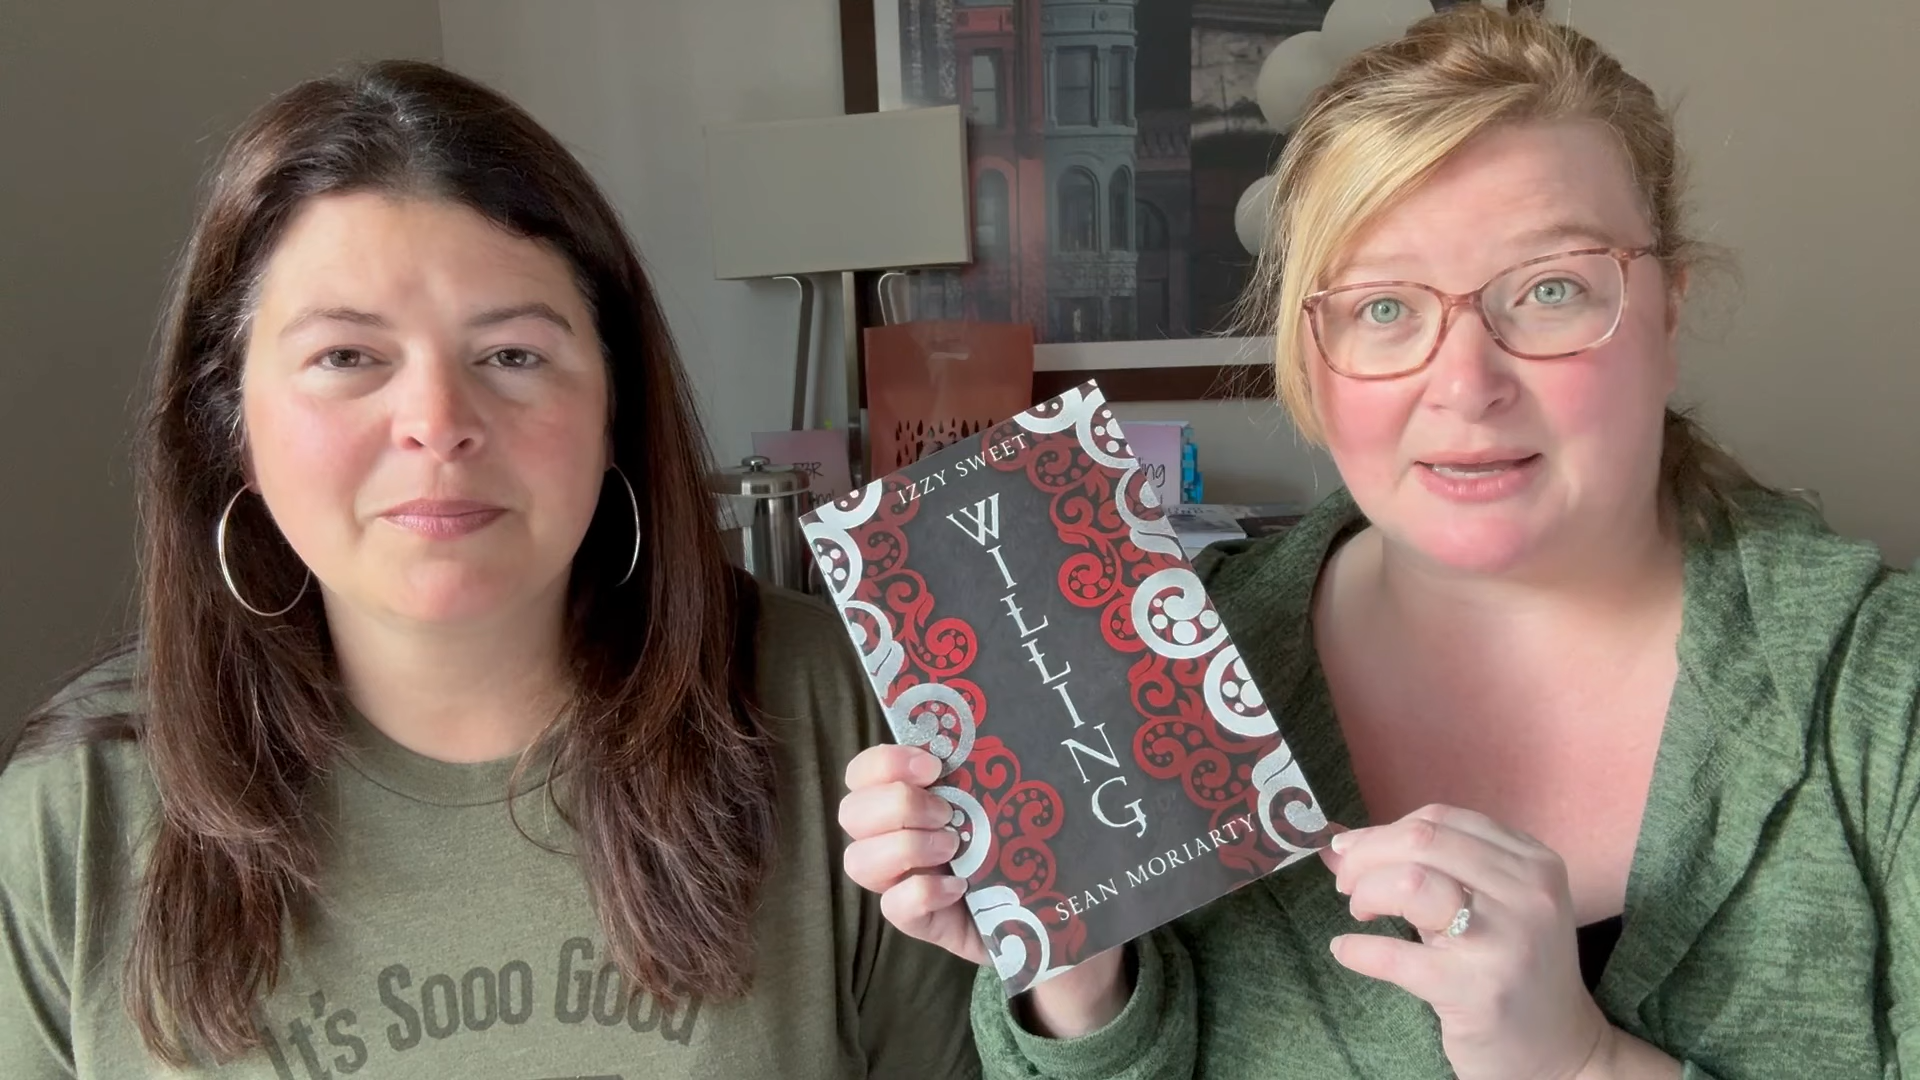 IZZY SWEET
WILLING
SEAN MORIARTY
It's Sooo Good